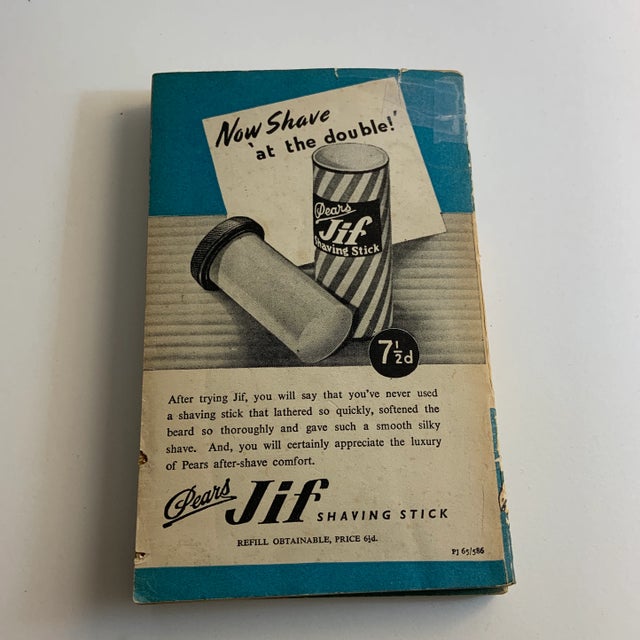 Now Shave
'at the double!'
Pears
Jif
Shaving Stick
7½d
After trying Jif, you will say that you've never used
a shaving stick that lathered so quickly, softened the
beard so thoroughly and gave such a smooth silky
shave. And, you will certainly appreciate the luxury
of Pears after-shave comfort.
Pears Jif SHAVING STICK
REFILL OBTAINABLE, PRICE 6½d.
PJ 65/586